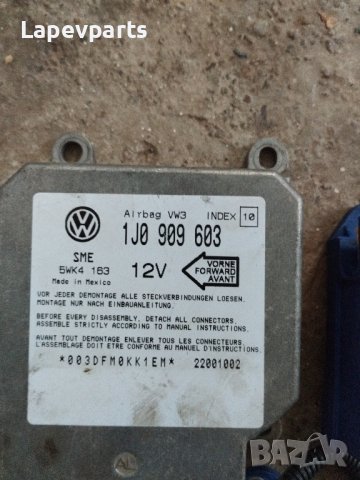 Lapevparts
Airbag VW3 INDEX 10
1J0 909 603
SME
5WK4 163
Made in Mexico
12V
VORNE
FORWARD
AVANT
VOR JEDER DEMONTAGE ALLE STECKVERBINDUNGEN LOESEN.
MONTAGE NUR NACH EINBAUANLEITUNG.
BEFORE EVERY DISASSEMBLY, DETACH ALL CONNECTORS.
ASSEMBLE STRICTLY ACCORDING TO MANUAL INSTRUCTIONS.
AVANT TOUT DEMONTAGE ENLEVER TOUS LES CONNECTEURS.
L'ASSEMBLAGE DOIT ETRE CONFORME AU MANUEL D'INSTRUCTIONS.
*003DFM0KK1EM* 22001002
bazar